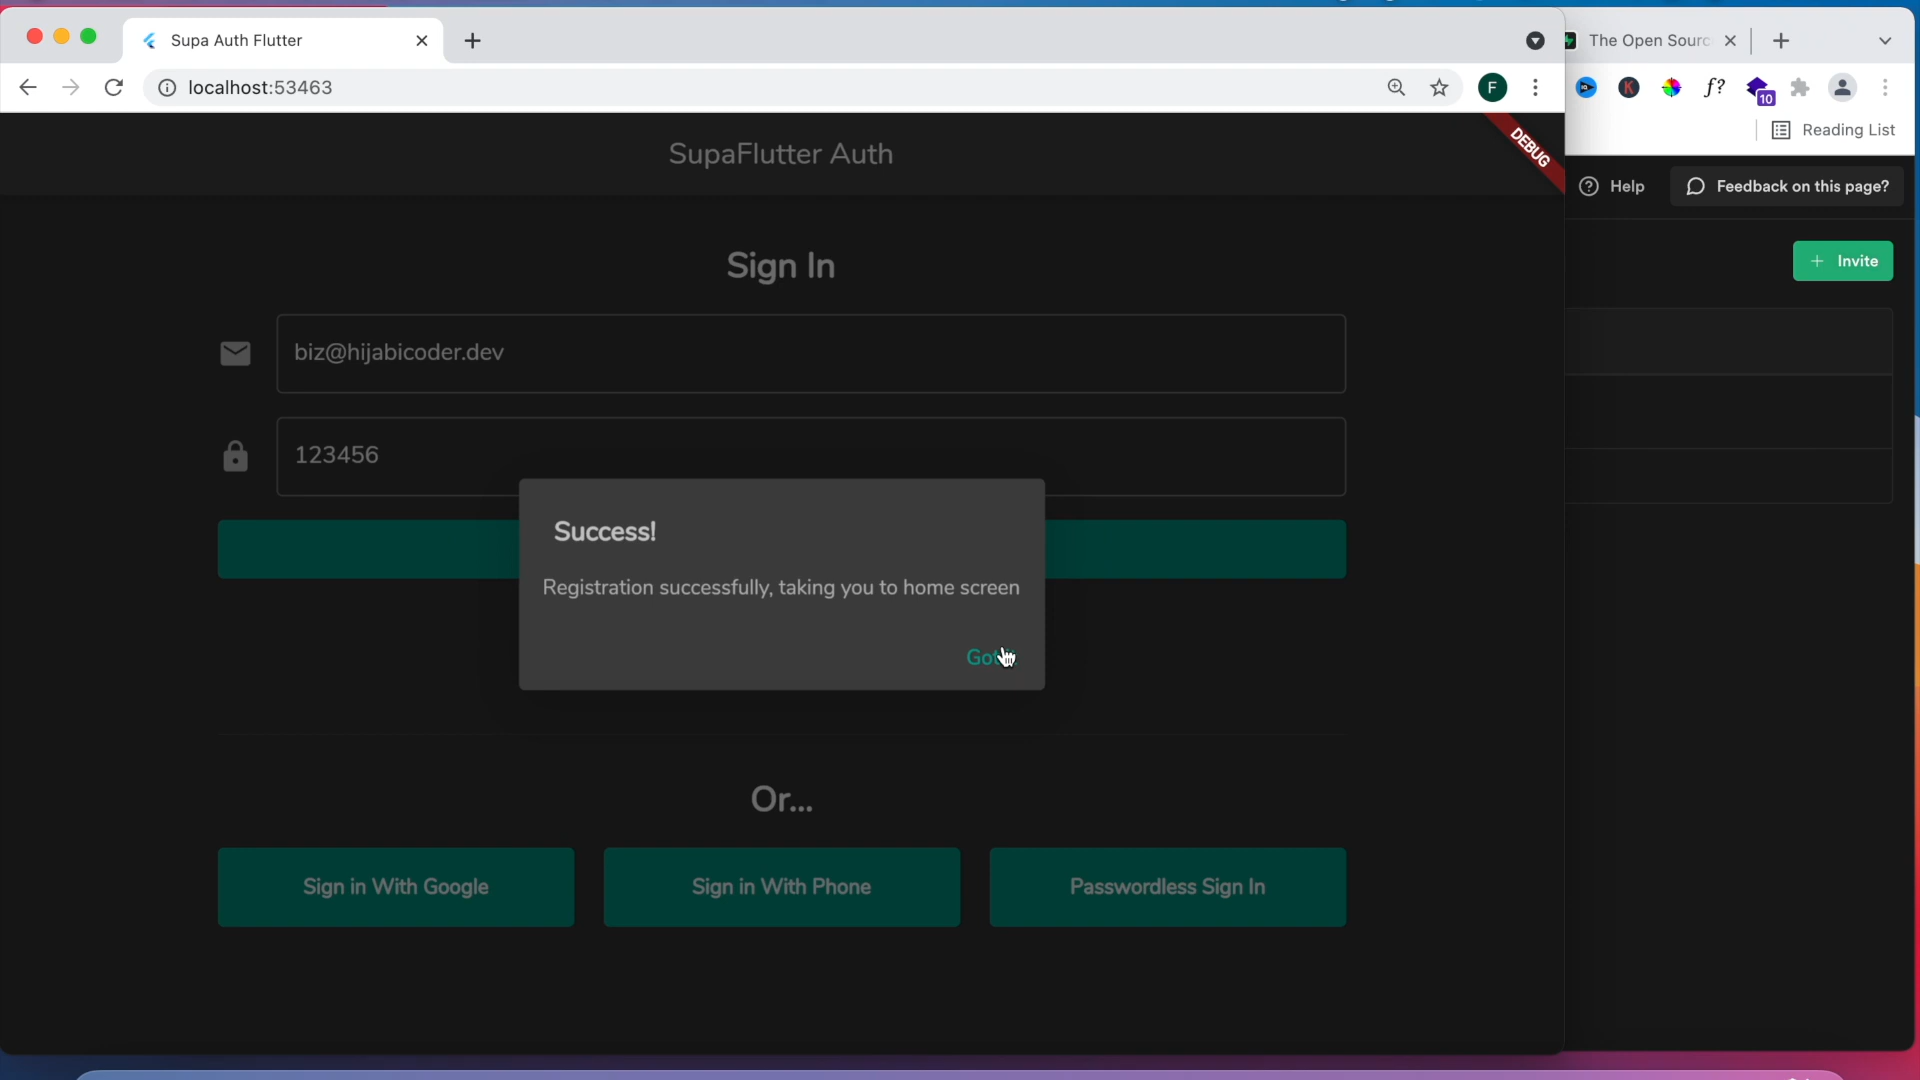 Supa Auth Flutter
The Open Sourc
localhost:53463
F
K
f?
10
Reading List
SupaFlutter Auth
DEBUG
Help
Feedback on this page?
Sign In
Invite
biz@hijabicoder.dev
123456
Success!
Registration successfully, taking you to home screen
Got
Or...
Sign in With Google
Sign in With Phone
Passwordless Sign In